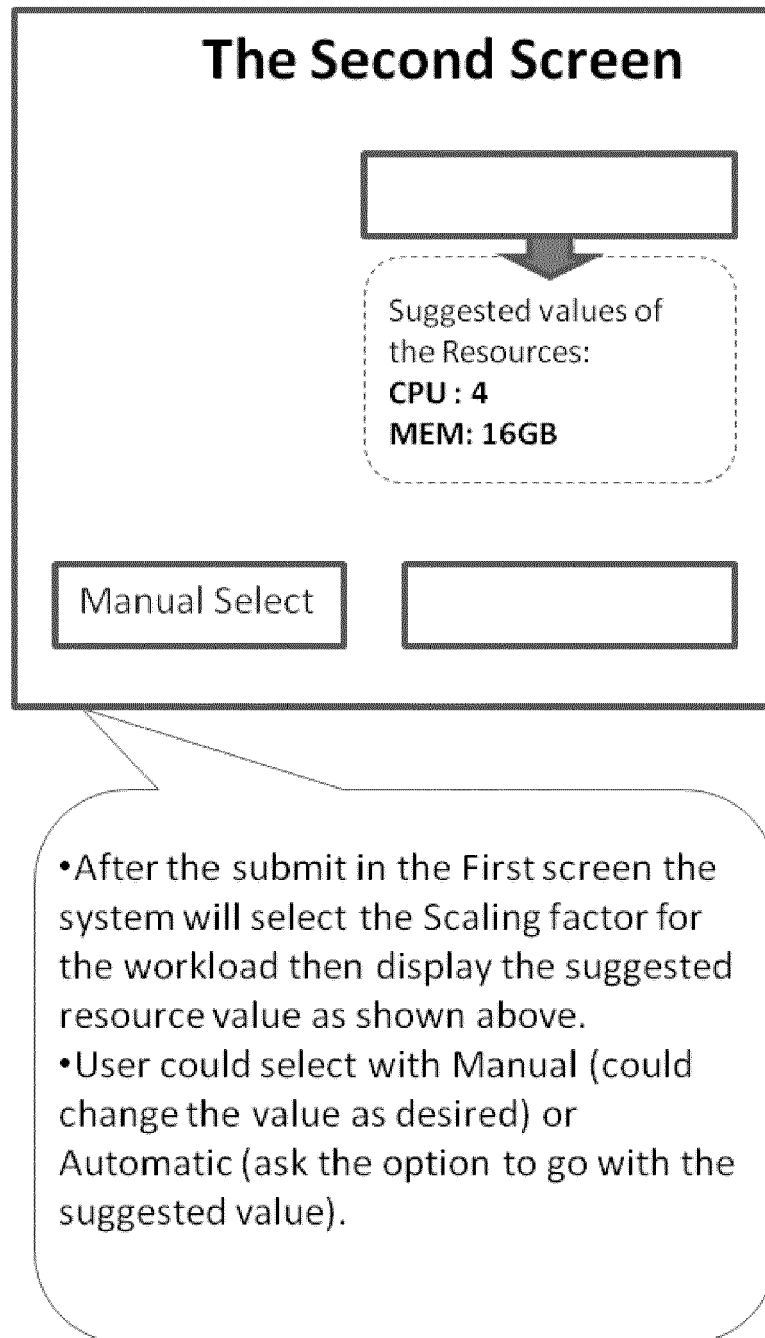 The Second Screen
Suggested values of
the Resources:
CPU : 4
MEM: 16GB
Manual Select
•After the submit in the First screen the
system will select the Scaling factor for
the workload then display the suggested
resource value as shown above.
•User could select with Manual (could
change the value as desired) or
Automatic (ask the option to go with the
suggested value).